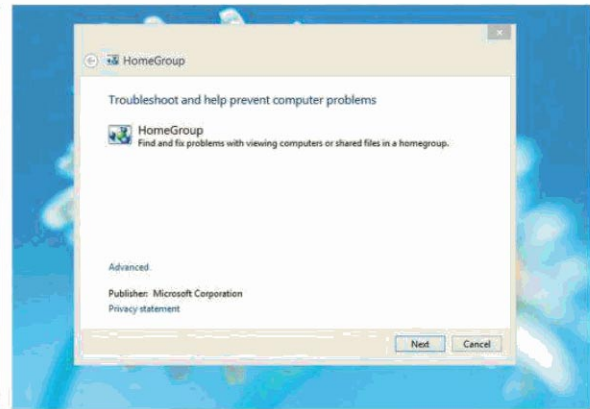 HomeGroup
Troubleshoot and help prevent computer problems
HomeGroup
Find and fix problems with viewing computers or shared files in a homegroup.
Advanced
Publisher: Microsoft Corporation
Privacy statement
Next Cancel